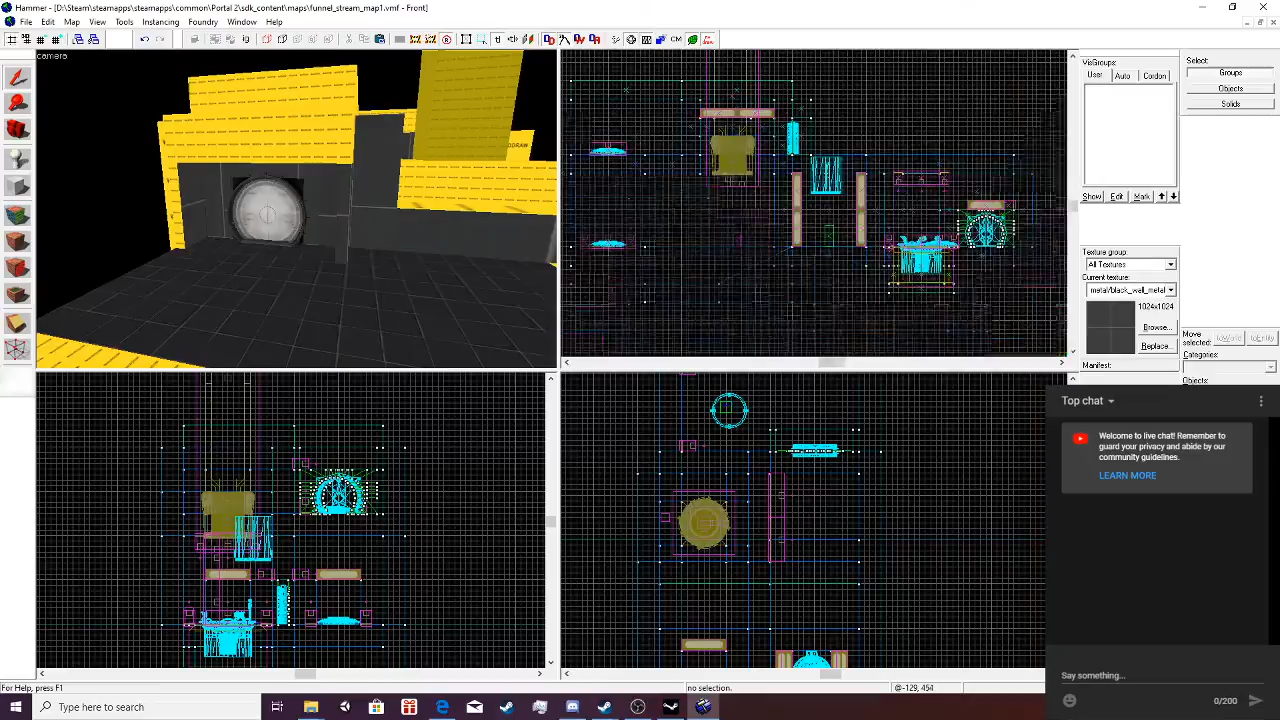 Hammer - [D:\Steam\steamapps\common\Portal 2\sdk_content\maps\funnel_stream_map1.vmf - Front]
File Edit Map View Tools Instancing Foundry Window Help
camera
NODRAW
VisGroups:
User Auto Cordon
Show Edit Mark
Select:
Groups
Objects
Solids
Texture group:
All Textures
Current texture:
metal/black_wall_metal
1024x1024
Browse...
Replace...
Manifest:
Move
selected:
toWorld
toEntity
Categories:
Objects:
Top chat
Welcome to live chat! Remember to
guard your privacy and abide by our
community guidelines.
LEARN MORE
Say something...
0/200
For Help, press F1
no selection.
@-129, 454
Type here to search